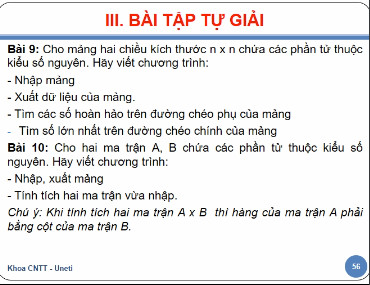 III. BÀI TẬP TỰ GIẢI
Bài 9: Cho mảng hai chiều kích thước n x n chứa các phần tử thuộc
kiểu số nguyên. Hãy viết chương trình:
- Nhập mảng
- Xuất dữ liệu của mảng.
- Tìm các số hoàn hảo trên đường chéo phụ của mảng
- Tìm số lớn nhất trên đường chéo chính của mảng
Bài 10: Cho hai ma trận A, B chứa các phần tử thuộc kiểu số
nguyên. Hãy viết chương trình:
- Nhập, xuất mảng
- Tính tích hai ma trận vừa nhập.
Chú ý: Khi tính tích hai ma trận A x B thì hàng của ma trận A phải
bằng cột của ma trận B.
Khoa CNTT - Uneti
56